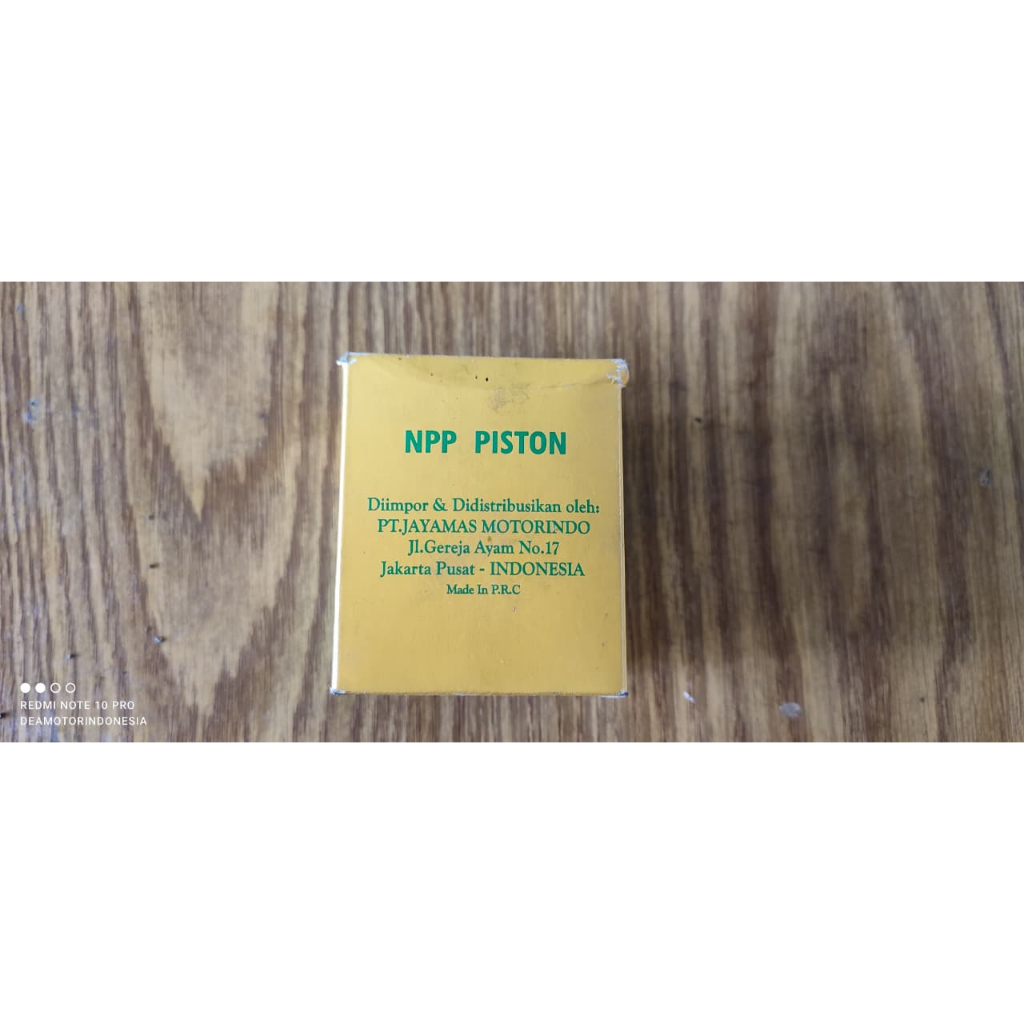 NPP PISTON
Diimpor & Didistribusikan oleh:
PT.JAYAMAS MOTORINDO
Jl.Gereja Ayam No.17
Jakarta Pusat - INDONESIA
Made In P.R.C
REDMI NOTE 10 PRO
DEAMOTORINDONESIA